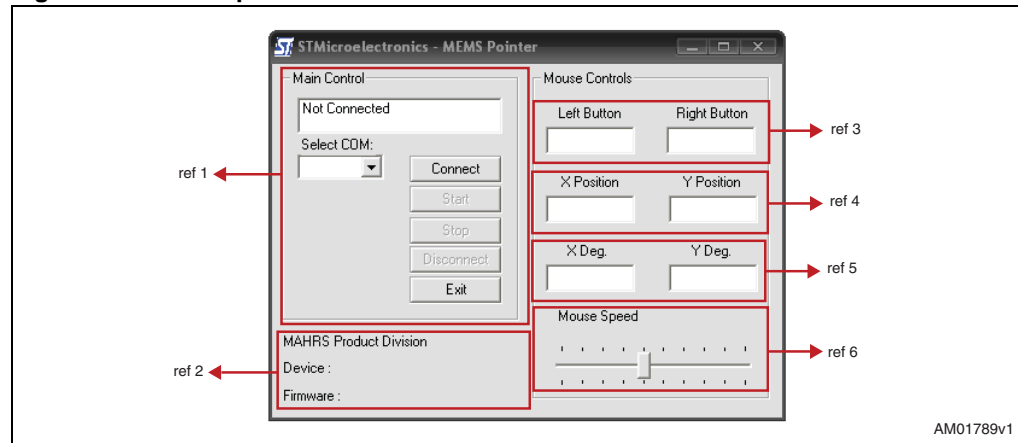 STMicroelectronics - MEMS Pointer
Main Control
Not Connected
Select COM:
Connect
Start
Stop
Disconnect
Exit
MAHRS Product Division
Device :
Firmware :
Mouse Controls
Left Button Right Button
X Position Y Position
X Deg. Y Deg.
Mouse Speed
ref 1
ref 2
ref 3
ref 4
ref 5
ref 6
AM01789v1